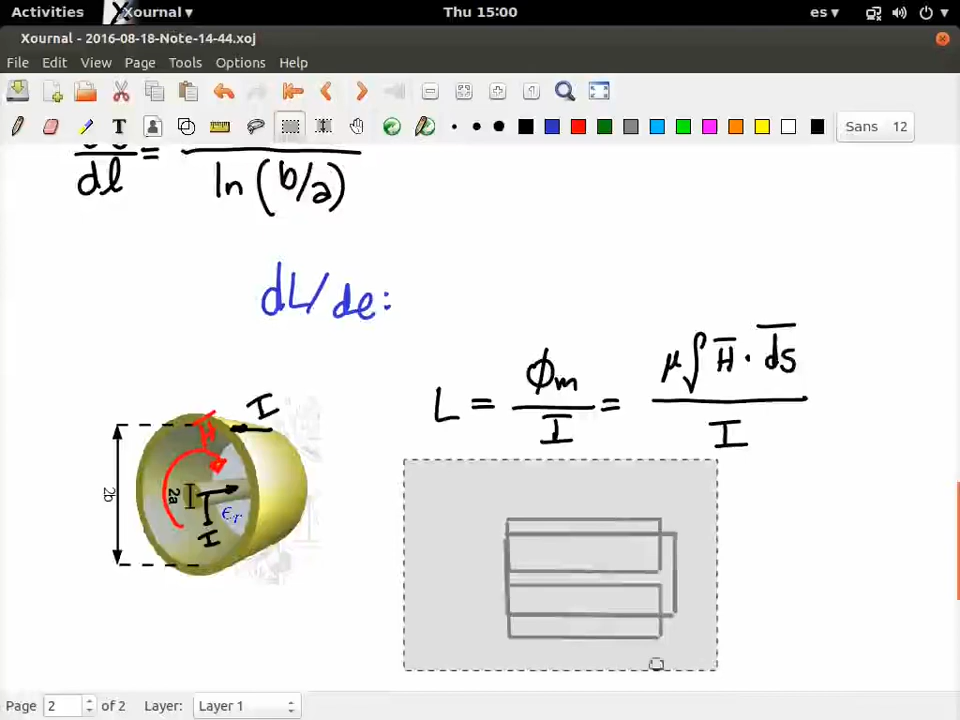 Activities Xournal ▾ Thu 15:00 es ▾
Xournal - 2016-08-18-Note-14-44.xoj
File Edit View Page Tools Options Help
T Sans 12
dl =
ln (b/a)
dL/de:
L = ϕm / I = μ∫H̅ · d̅s̅ / I
I
H̅
2b
2a
εr
I
Page 2 of 2 Layer: Layer 1